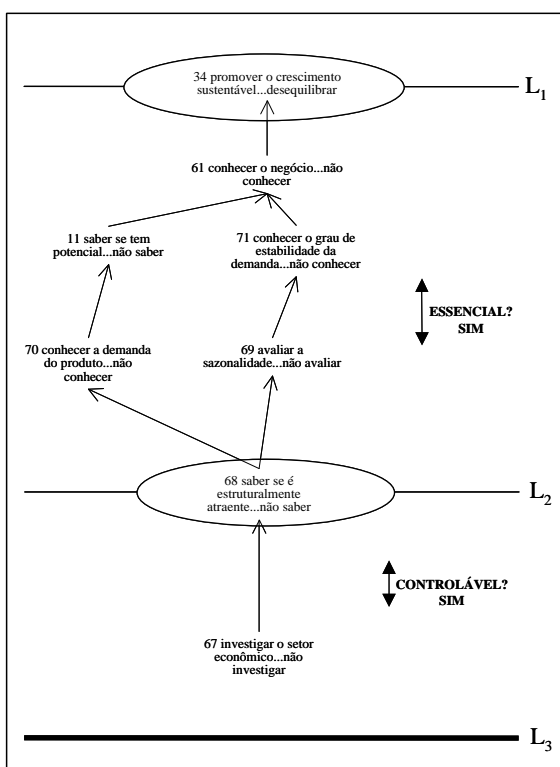 34 promover o crescimento
sustentável...desequilibrar
L1
61 conhecer o negócio...não
conhecer
11 saber se tem
potencial...não saber
71 conhecer o grau de
estabilidade da
demanda...não conhecer
ESSENCIAL?
SIM
70 conhecer a demanda
do produto...não
conhecer
69 avaliar a
sazonalidade...não avaliar
68 saber se é
estruturalmente
atraente...não saber
L2
CONTROLÁVEL?
SIM
67 investigar o setor
econômico...não
investigar
L3